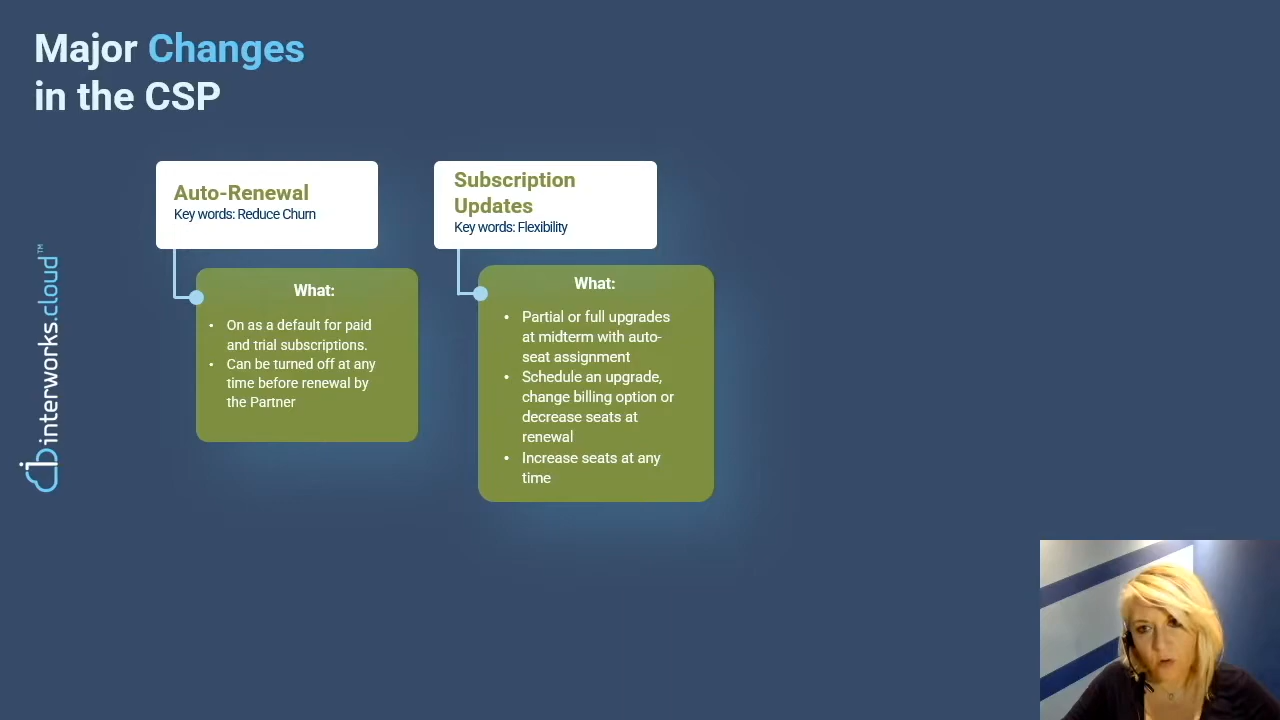 Major Changes
in the CSP
Auto-Renewal
Key words: Reduce Churn
What:
• On as a default for paid
and trial subscriptions.
• Can be turned off at any
time before renewal by
the Partner
Subscription
Updates
Key words: Flexibility
What:
• Partial or full upgrades
at midterm with auto-
seat assignment
• Schedule an upgrade,
change billing option or
decrease seats at
renewal
• Increase seats at any
time
interworks.cloud™